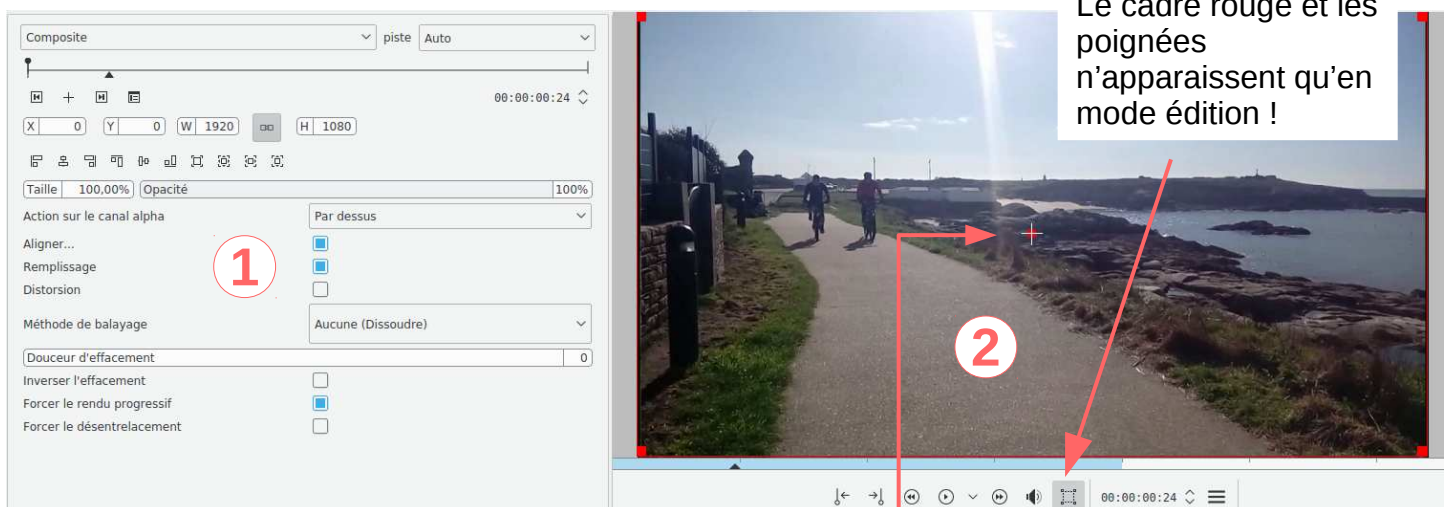 Composite
piste
Auto
00:00:00:24
X 0 Y 0 W 1920 H 1080
Taille 100,00% Opacité 100%
Action sur le canal alpha
Par dessus
Aligner...
Remplissage
Distorsion
Méthode de balayage
Aucune (Dissoudre)
Douceur d'effacement 0
Inverser l'effacement
Forcer le rendu progressif
Forcer le désentrelacement
1
Le cadre rouge et les
poignées
n'apparaissent qu'en
mode édition !
2
00:00:00:24